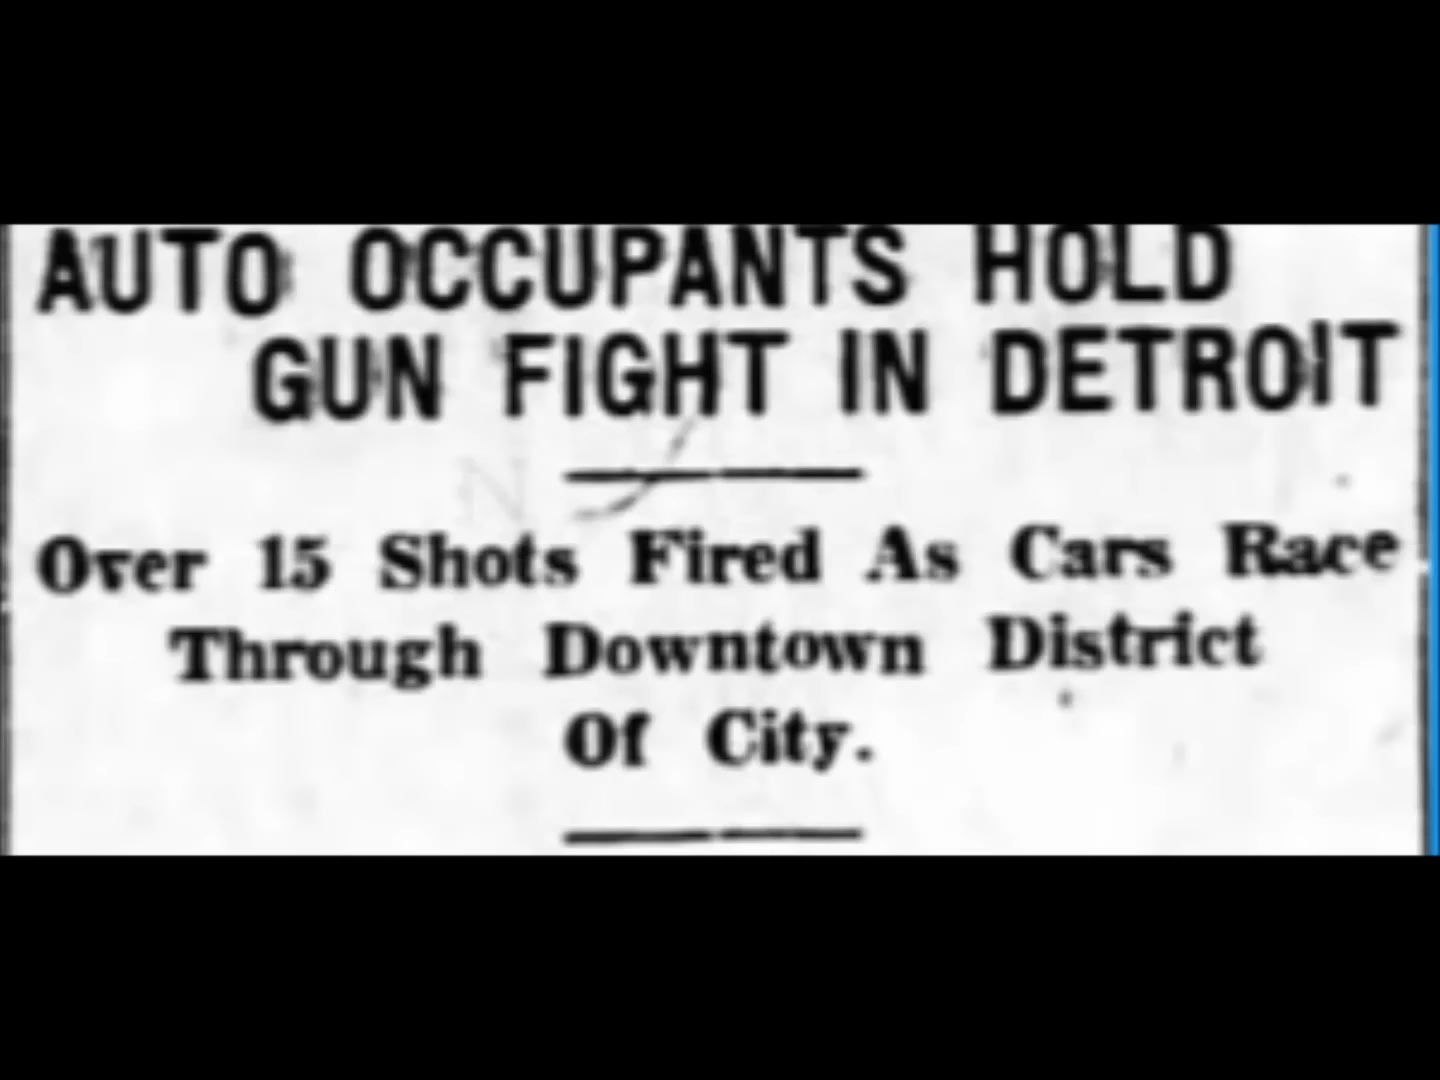 AUTO OCCUPANTS HOLD
GUN FIGHT IN DETROIT
Over 15 Shots Fired As Cars Race
Through Downtown District
Of City.